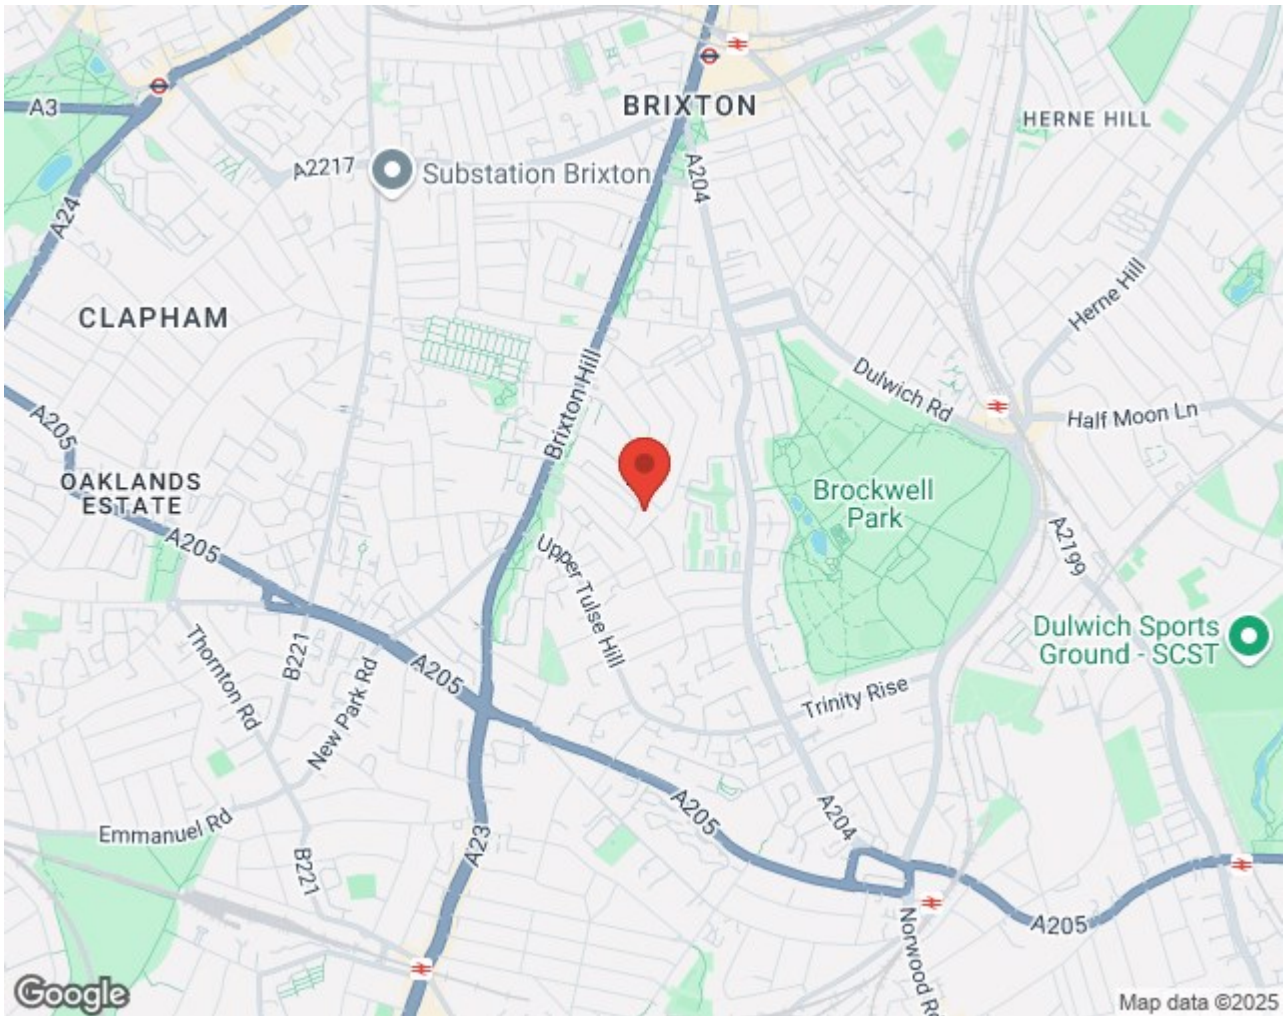 A3
BRIXTON
HERNE HILL
A2217
Substation Brixton
A204
A24
Herne Hill
CLAPHAM
Brixton Hill
Dulwich Rd
A205
Half Moon Ln
OAKLANDS
ESTATE
Brockwell
Park
A205
A2199
Upper Tulse Hill
Dulwich Sports
Ground - SCST
Thornton Rd
B221
New Park Rd
A205
Trinity Rise
A205
A204
Emmanuel Rd
A23
B221
A205
Norwood R
Google
Map data ©2025